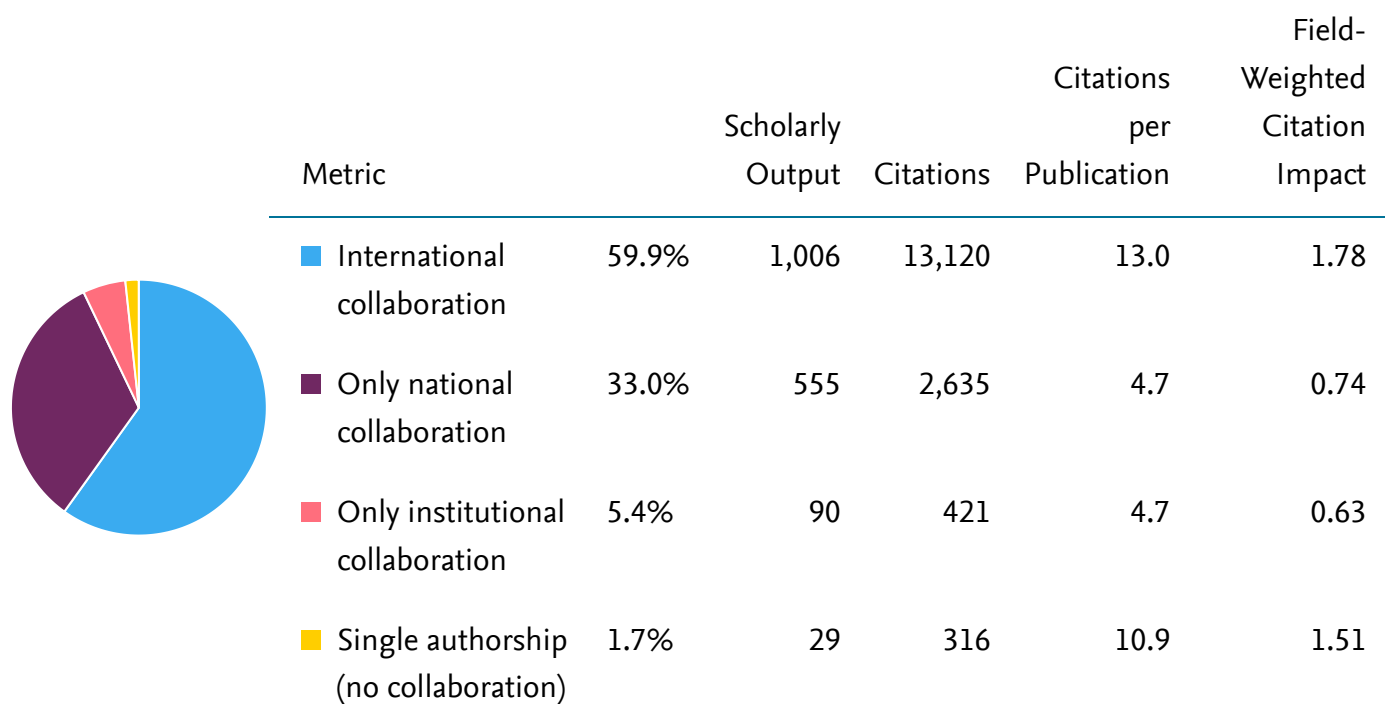 Metric
Scholarly
Output
Citations
Citations
per
Publication
Field-
Weighted
Citation
Impact
International
collaboration
59.9% 1,006 13,120 13.0 1.78
Only national
collaboration
33.0% 555 2,635 4.7 0.74
Only institutional
collaboration
5.4% 90 421 4.7 0.63
Single authorship
(no collaboration)
1.7% 29 316 10.9 1.51